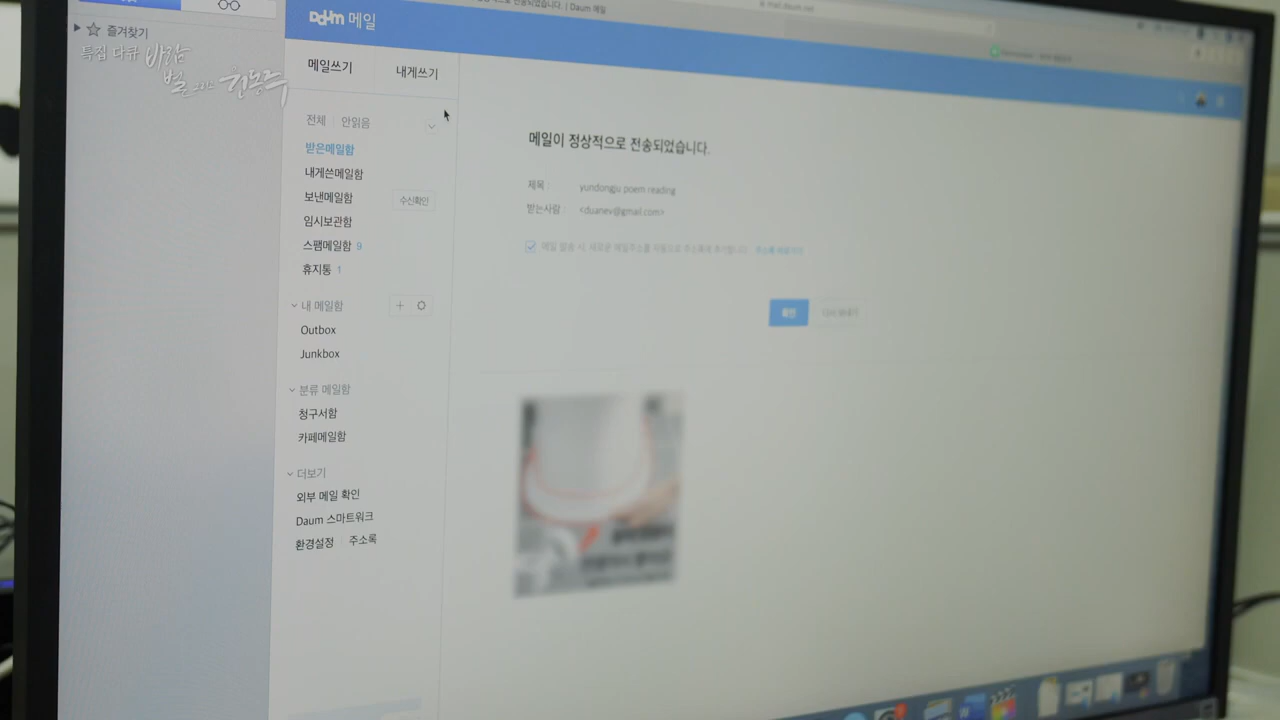 Daum 메일
즐겨찾기
특집 다큐 바람
메일쓰기 내게쓰기
전체 안읽음
받은메일함
내게쓴메일함
보낸메일함 수신확인
임시보관함
스팸메일함 9
휴지통 1
내 메일함
Outbox
Junkbox
분류 메일함
청구서함
카페메일함
더보기
외부 메일 확인
Daum 스마트워크
환경설정 주소록
메일이 정상적으로 전송되었습니다.
제목 : yundongju poem reading
받는사람 : <duanev@gmail.com>
확인